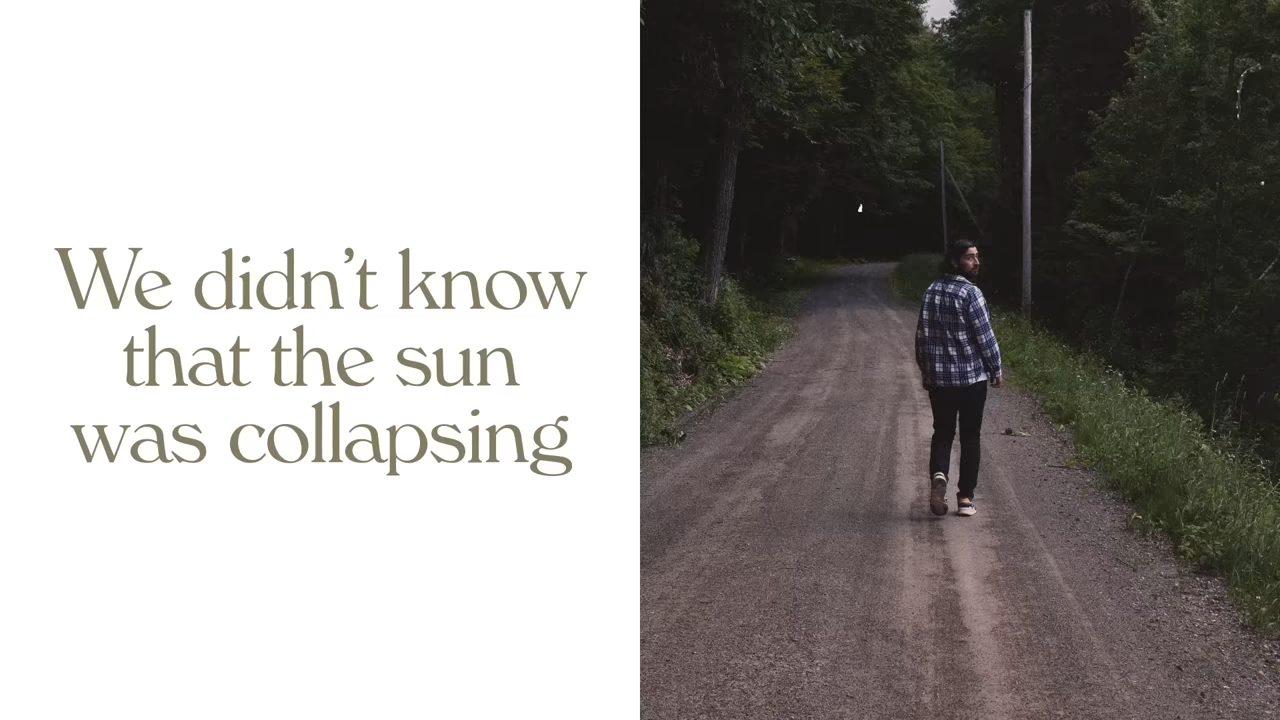 We didn’t know
that the sun
was collapsing